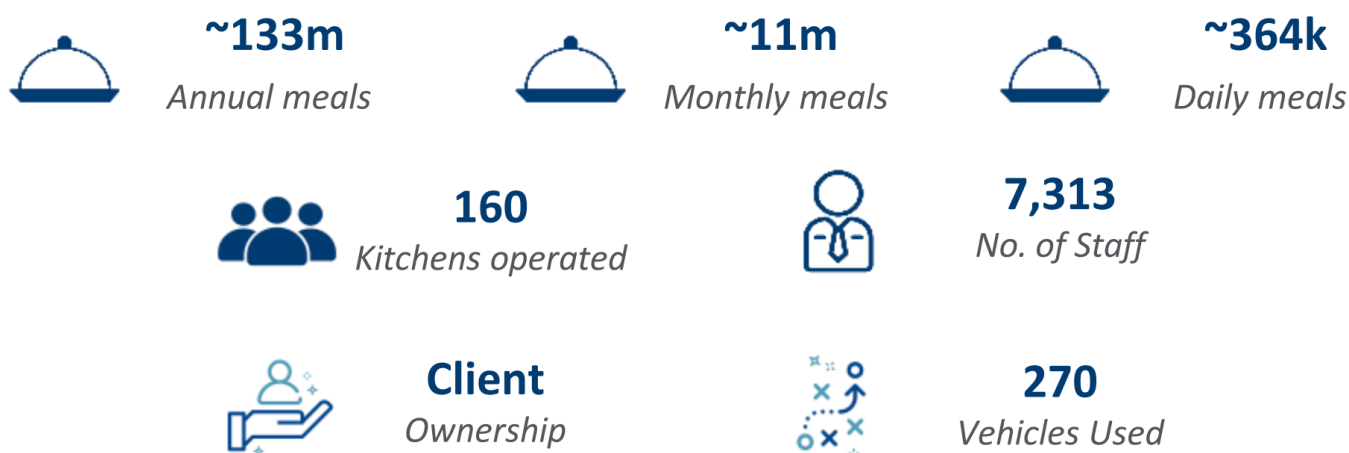 ~133m
Annual meals
~11m
Monthly meals
~364k
Daily meals
160
Kitchens operated
7,313
No. of Staff
Client
Ownership
270
Vehicles Used